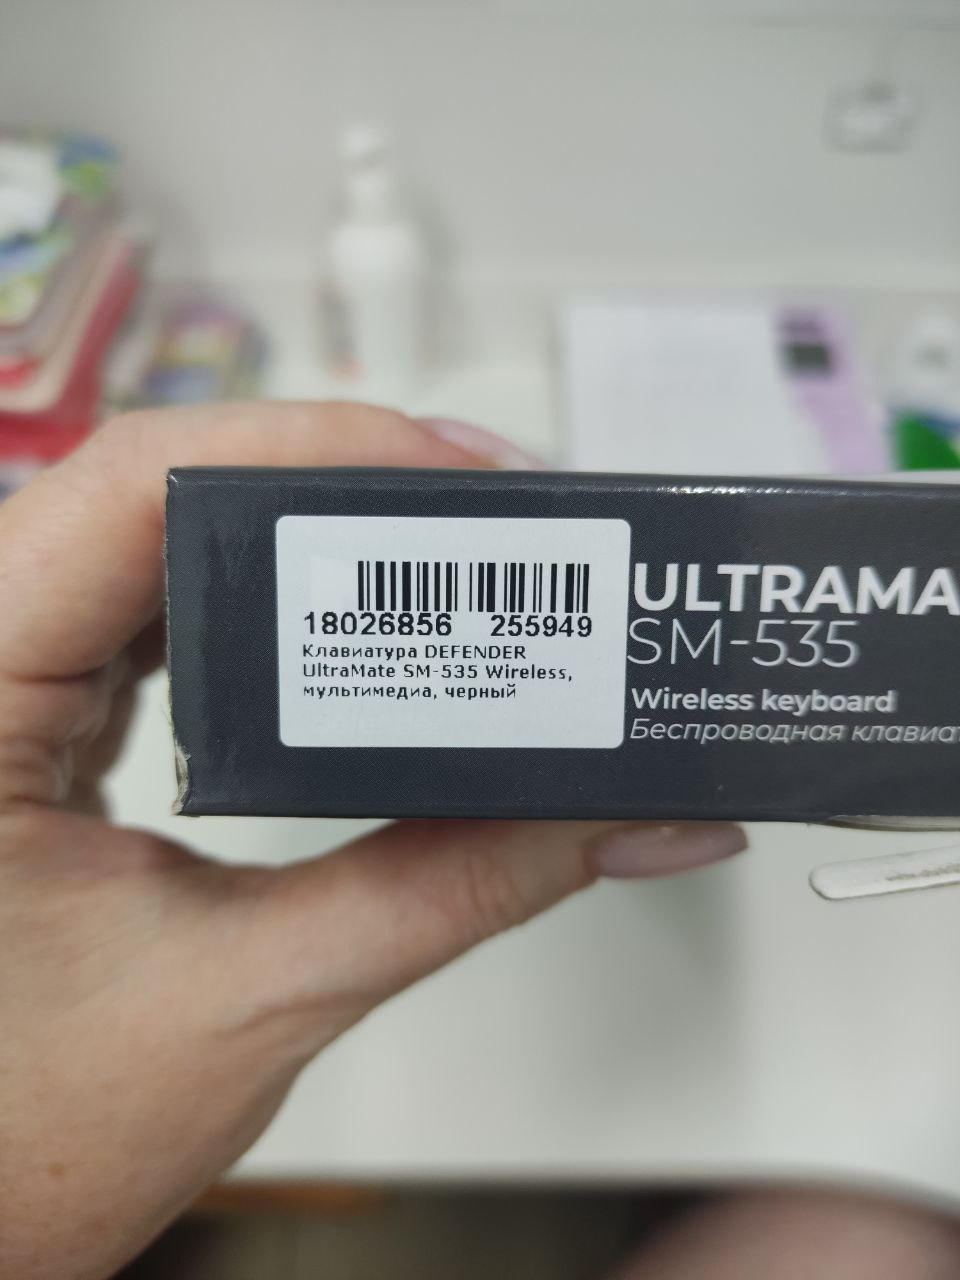 18026856 255949
Клавиатура DEFENDER
UltraMate SM-535 Wireless,
мультимедиа, черный
ULTRAMA
SM-535
Wireless keyboard
Беспроводная клавиат